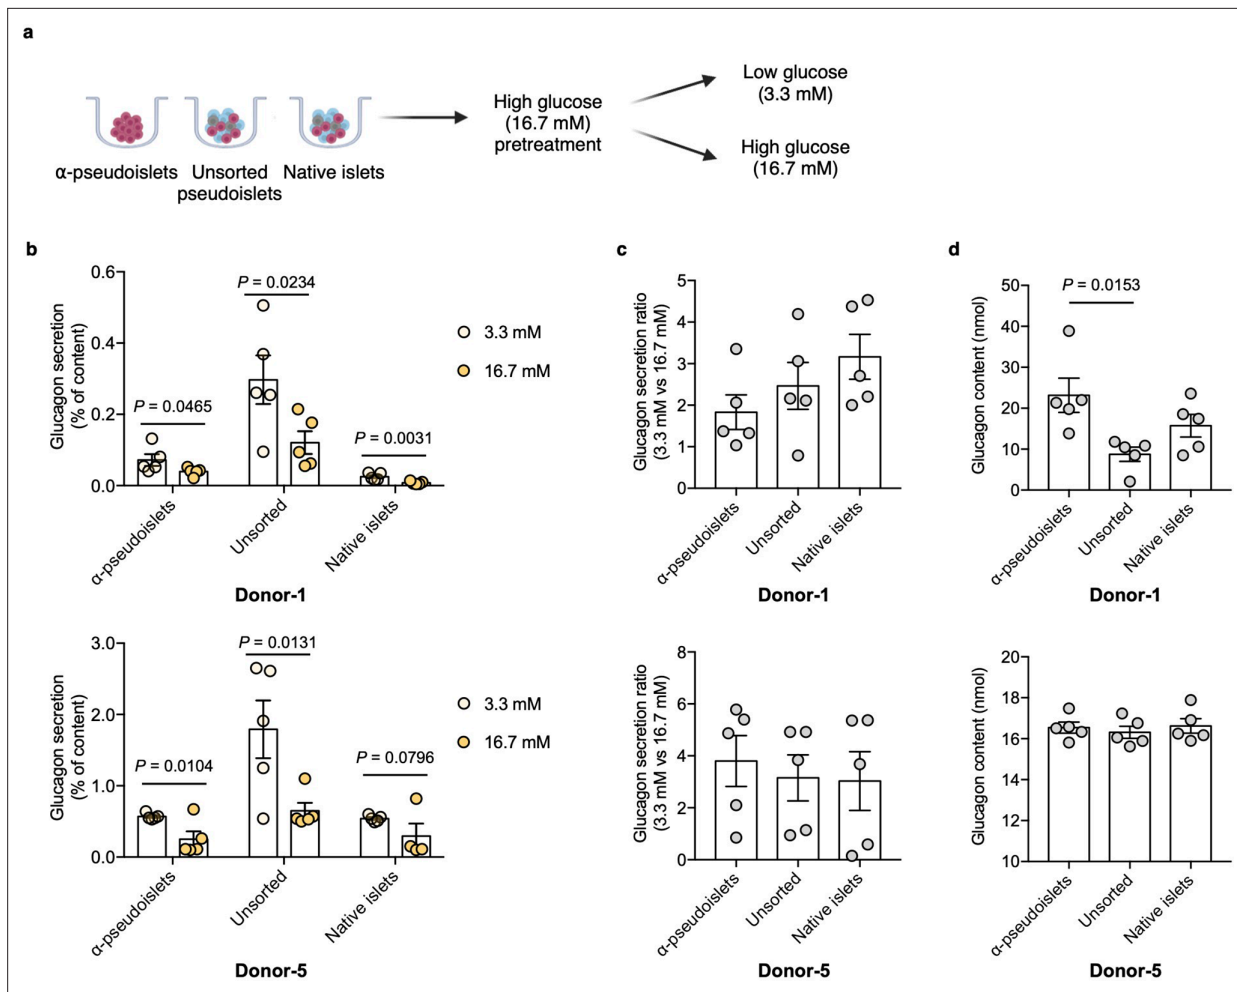 a
α-pseudoislets
Unsorted
pseudoislets
Native islets
High glucose
(16.7 mM)
pretreatment
Low glucose
(3.3 mM)
High glucose
(16.7 mM)
b
Glucagon secretion
(% of content)
0.6
0.4
0.2
0.0
P = 0.0465
P = 0.0234
P = 0.0031
3.3 mM
16.7 mM
α-pseudoislets
Unsorted
Native islets
Donor-1
c
Glucagon secretion ratio
(3.3 mM vs 16.7 mM)
5
4
3
2
1
0
α-pseudoislets
Unsorted
Native islets
Donor-1
d
Glucagon content (nmol)
50
40
30
20
10
0
P = 0.0153
α-pseudoislets
Unsorted
Native islets
Donor-1
Glucagon secretion
(% of content)
3.0
2.0
1.0
0.0
P = 0.0104
P = 0.0131
P = 0.0796
3.3 mM
16.7 mM
α-pseudoislets
Unsorted
Native islets
Donor-5
Glucagon secretion ratio
(3.3 mM vs 16.7 mM)
8
6
4
2
0
α-pseudoislets
Unsorted
Native islets
Donor-5
Glucagon content (nmol)
20
18
16
14
12
10
α-pseudoislets
Unsorted
Native islets
Donor-5